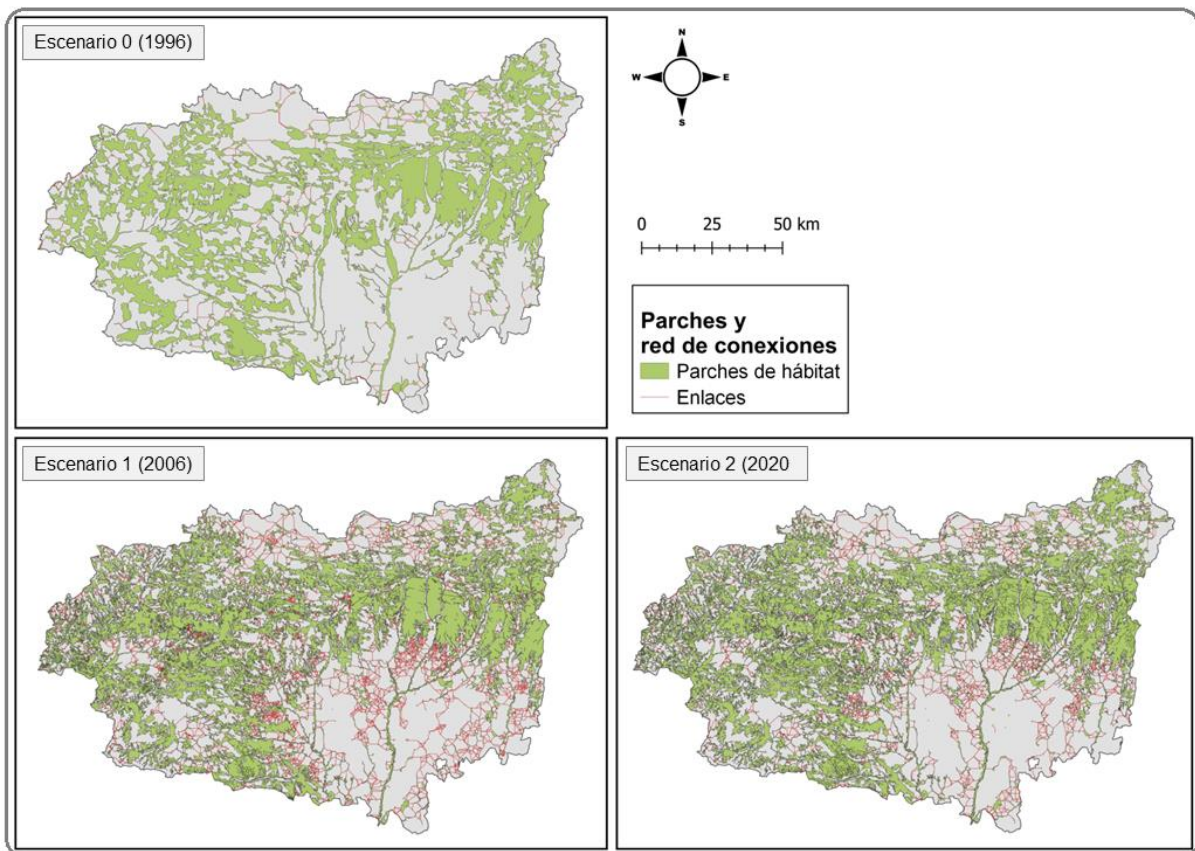 Escenario 0 (1996)
N
W E
S
0 25 50 km
Parches y
red de conexiones
Parches de hábitat
Enlaces
Escenario 1 (2006)
Escenario 2 (2020